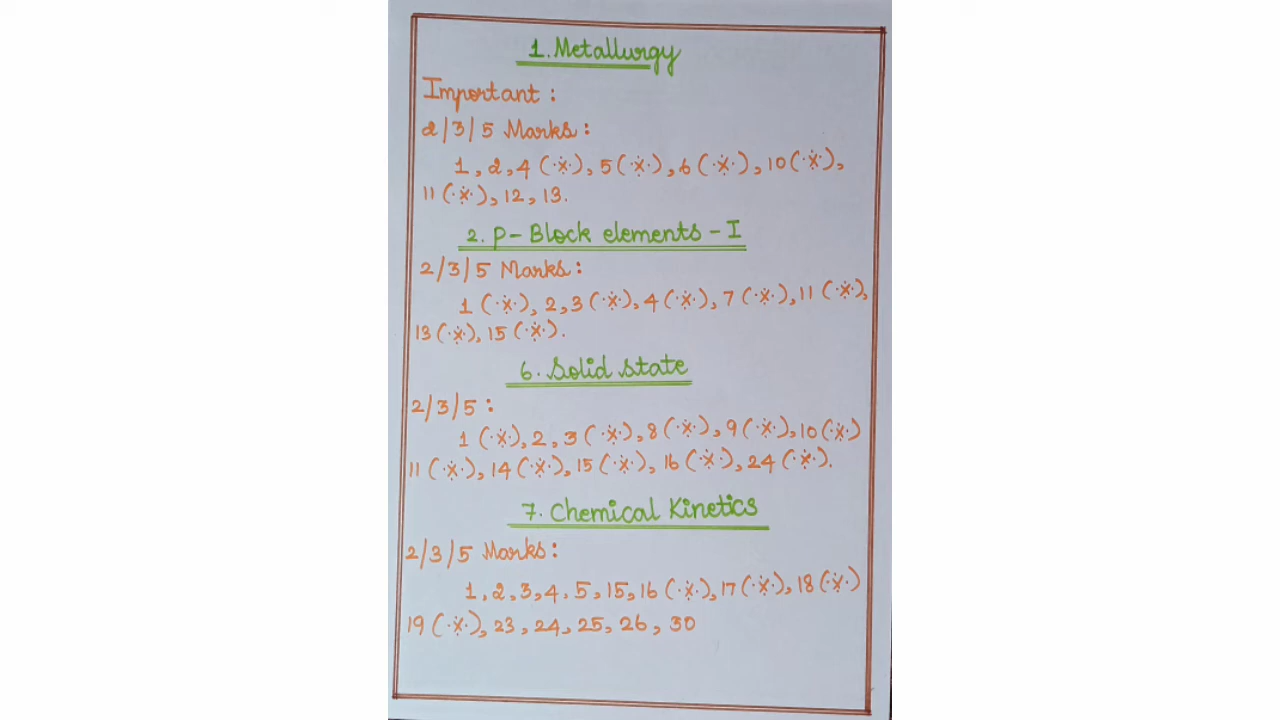 1. Metallurgy
Important :
2/3/5 Marks :
1, 2, 4 (※), 5 (※), 6 (※), 10 (※),
11 (※), 12, 13.
2. P- Block elements - I
2/3/5 Marks :
1 (※), 2, 3 (※), 4 (※), 7 (※), 11 (※),
13 (※), 15 (※).
6. Solid state
2/3/5 :
1 (※), 2, 3 (※), 8 (※), 9 (※), 10 (※)
11 (※), 14 (※), 15 (※), 16 (※), 24 (※).
7. Chemical Kinetics
2/3/5 Marks :
1, 2, 3, 4, 5, 15, 16 (※), 17 (※), 18 (※)
19 (※), 23, 24, 25, 26, 30